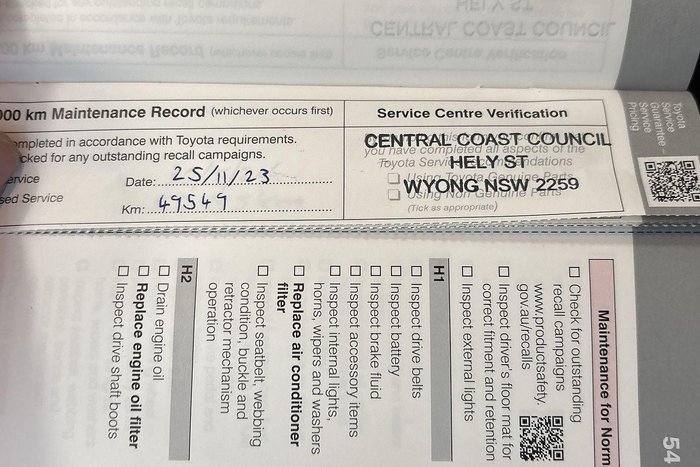 000 km Maintenance Record (whichever occurs first)
ompleted in accordance with Toyota requirements.
cked for any outstanding recall campaigns.
ervice
sed Service
Date: 25/11/23
Km: 49549
Service Centre Verification
CENTRAL COAST COUNCIL
HELY ST
WYONG NSW 2259
you have completed all aspects of the
Toyota Service
Using Toyota Genuine Parts
Using Non Genuine Parts
(Tick as appropriate)
Toyota
Service
Guarantee -
Service
Pricing
Maintenance for Norm
Check for outstanding
recall campaigns
www.productsafety.
gov.au/recalls
Inspect driver's floor mat for
correct fitment and retention
Inspect external lights
H1
Inspect drive belts
Inspect battery
Inspect brake fluid
Inspect accessory items
Inspect internal lights,
horns, wipers and washers
Replace air conditioner
filter
Inspect seatbelt, webbing
condition, buckle and
retractor mechanism
operation
H2
Drain engine oil
Replace engine oil filter
Inspect drive shaft boots
54